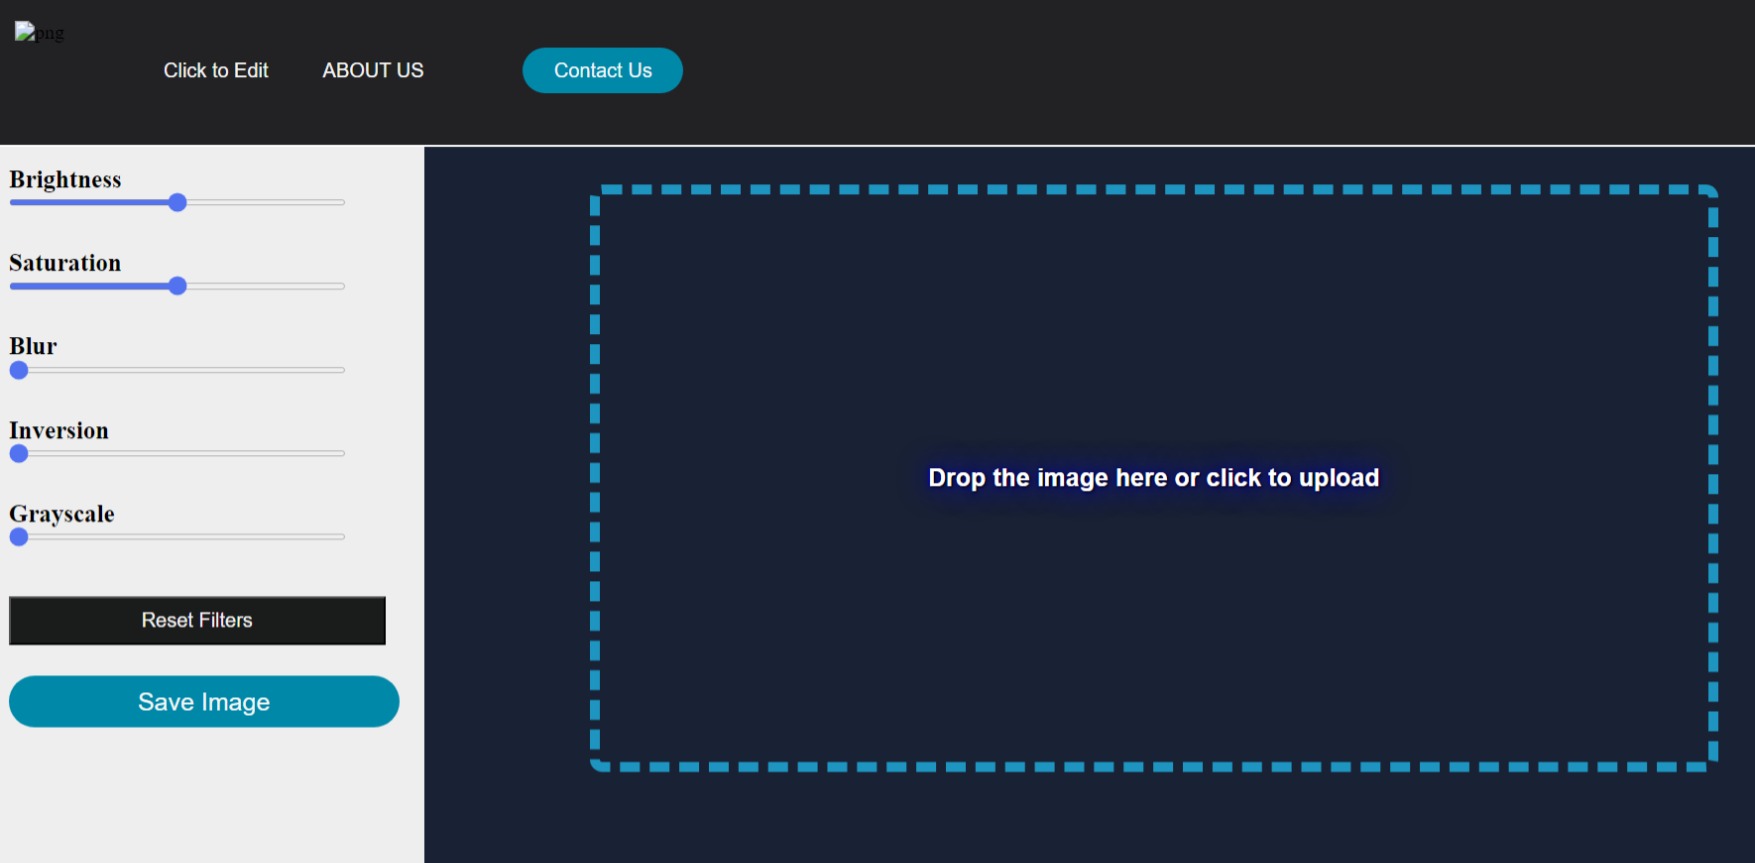 png
Click to Edit ABOUT US Contact Us
Brightness
Saturation
Blur
Inversion
Grayscale
Reset Filters
Save Image
Drop the image here or click to upload